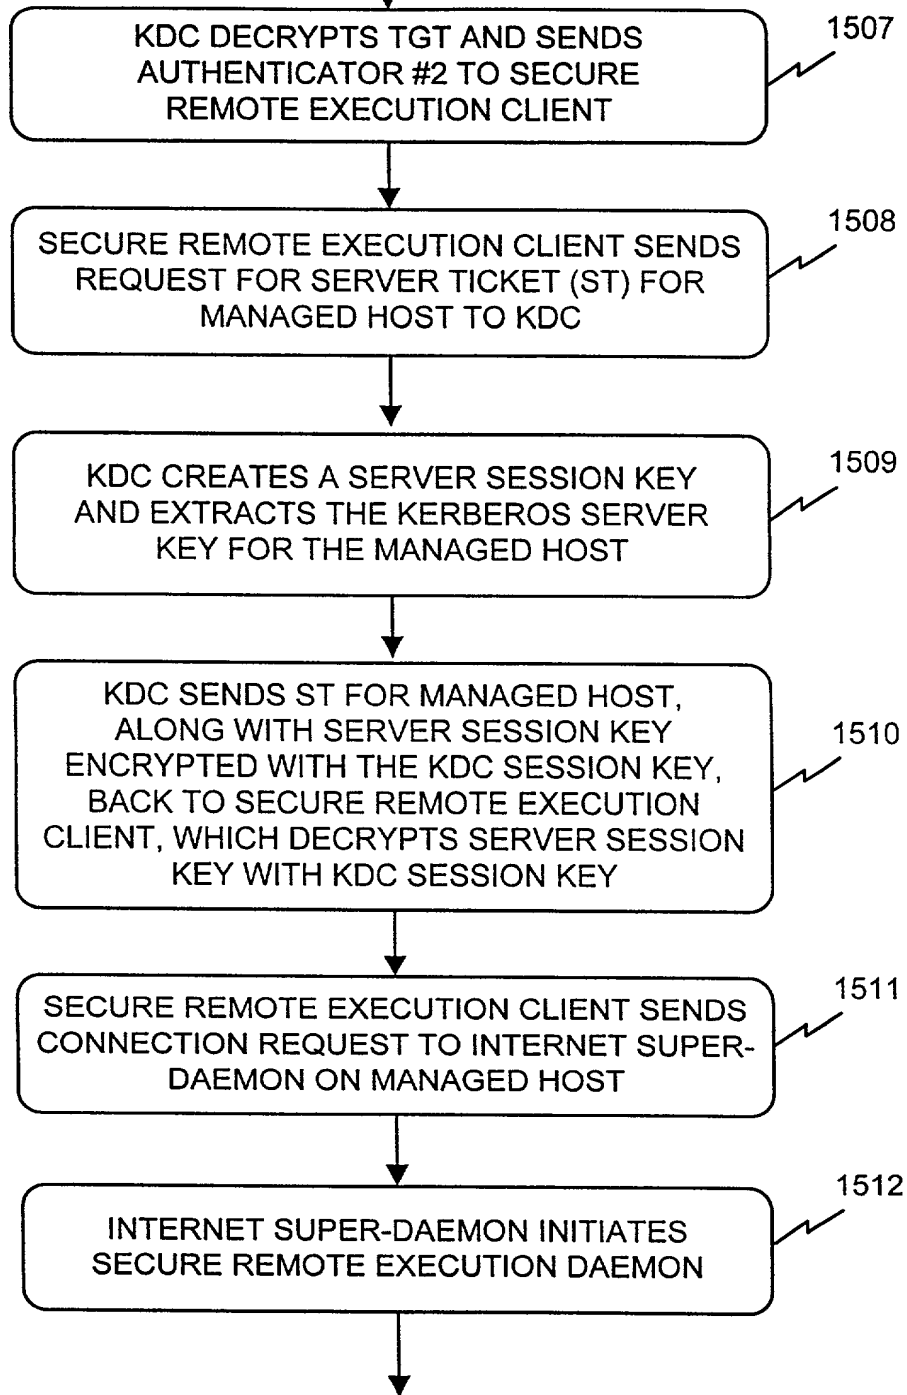 1507
KDC DECRYPTS TGT AND SENDS
AUTHENTICATOR #2 TO SECURE
REMOTE EXECUTION CLIENT
1508
SECURE REMOTE EXECUTION CLIENT SENDS
REQUEST FOR SERVER TICKET (ST) FOR
MANAGED HOST TO KDC
1509
KDC CREATES A SERVER SESSION KEY
AND EXTRACTS THE KERBEROS SERVER
KEY FOR THE MANAGED HOST
1510
KDC SENDS ST FOR MANAGED HOST,
ALONG WITH SERVER SESSION KEY
ENCRYPTED WITH THE KDC SESSION KEY,
BACK TO SECURE REMOTE EXECUTION
CLIENT, WHICH DECRYPTS SERVER SESSION
KEY WITH KDC SESSION KEY
1511
SECURE REMOTE EXECUTION CLIENT SENDS
CONNECTION REQUEST TO INTERNET SUPER-
DAEMON ON MANAGED HOST
1512
INTERNET SUPER-DAEMON INITIATES
SECURE REMOTE EXECUTION DAEMON